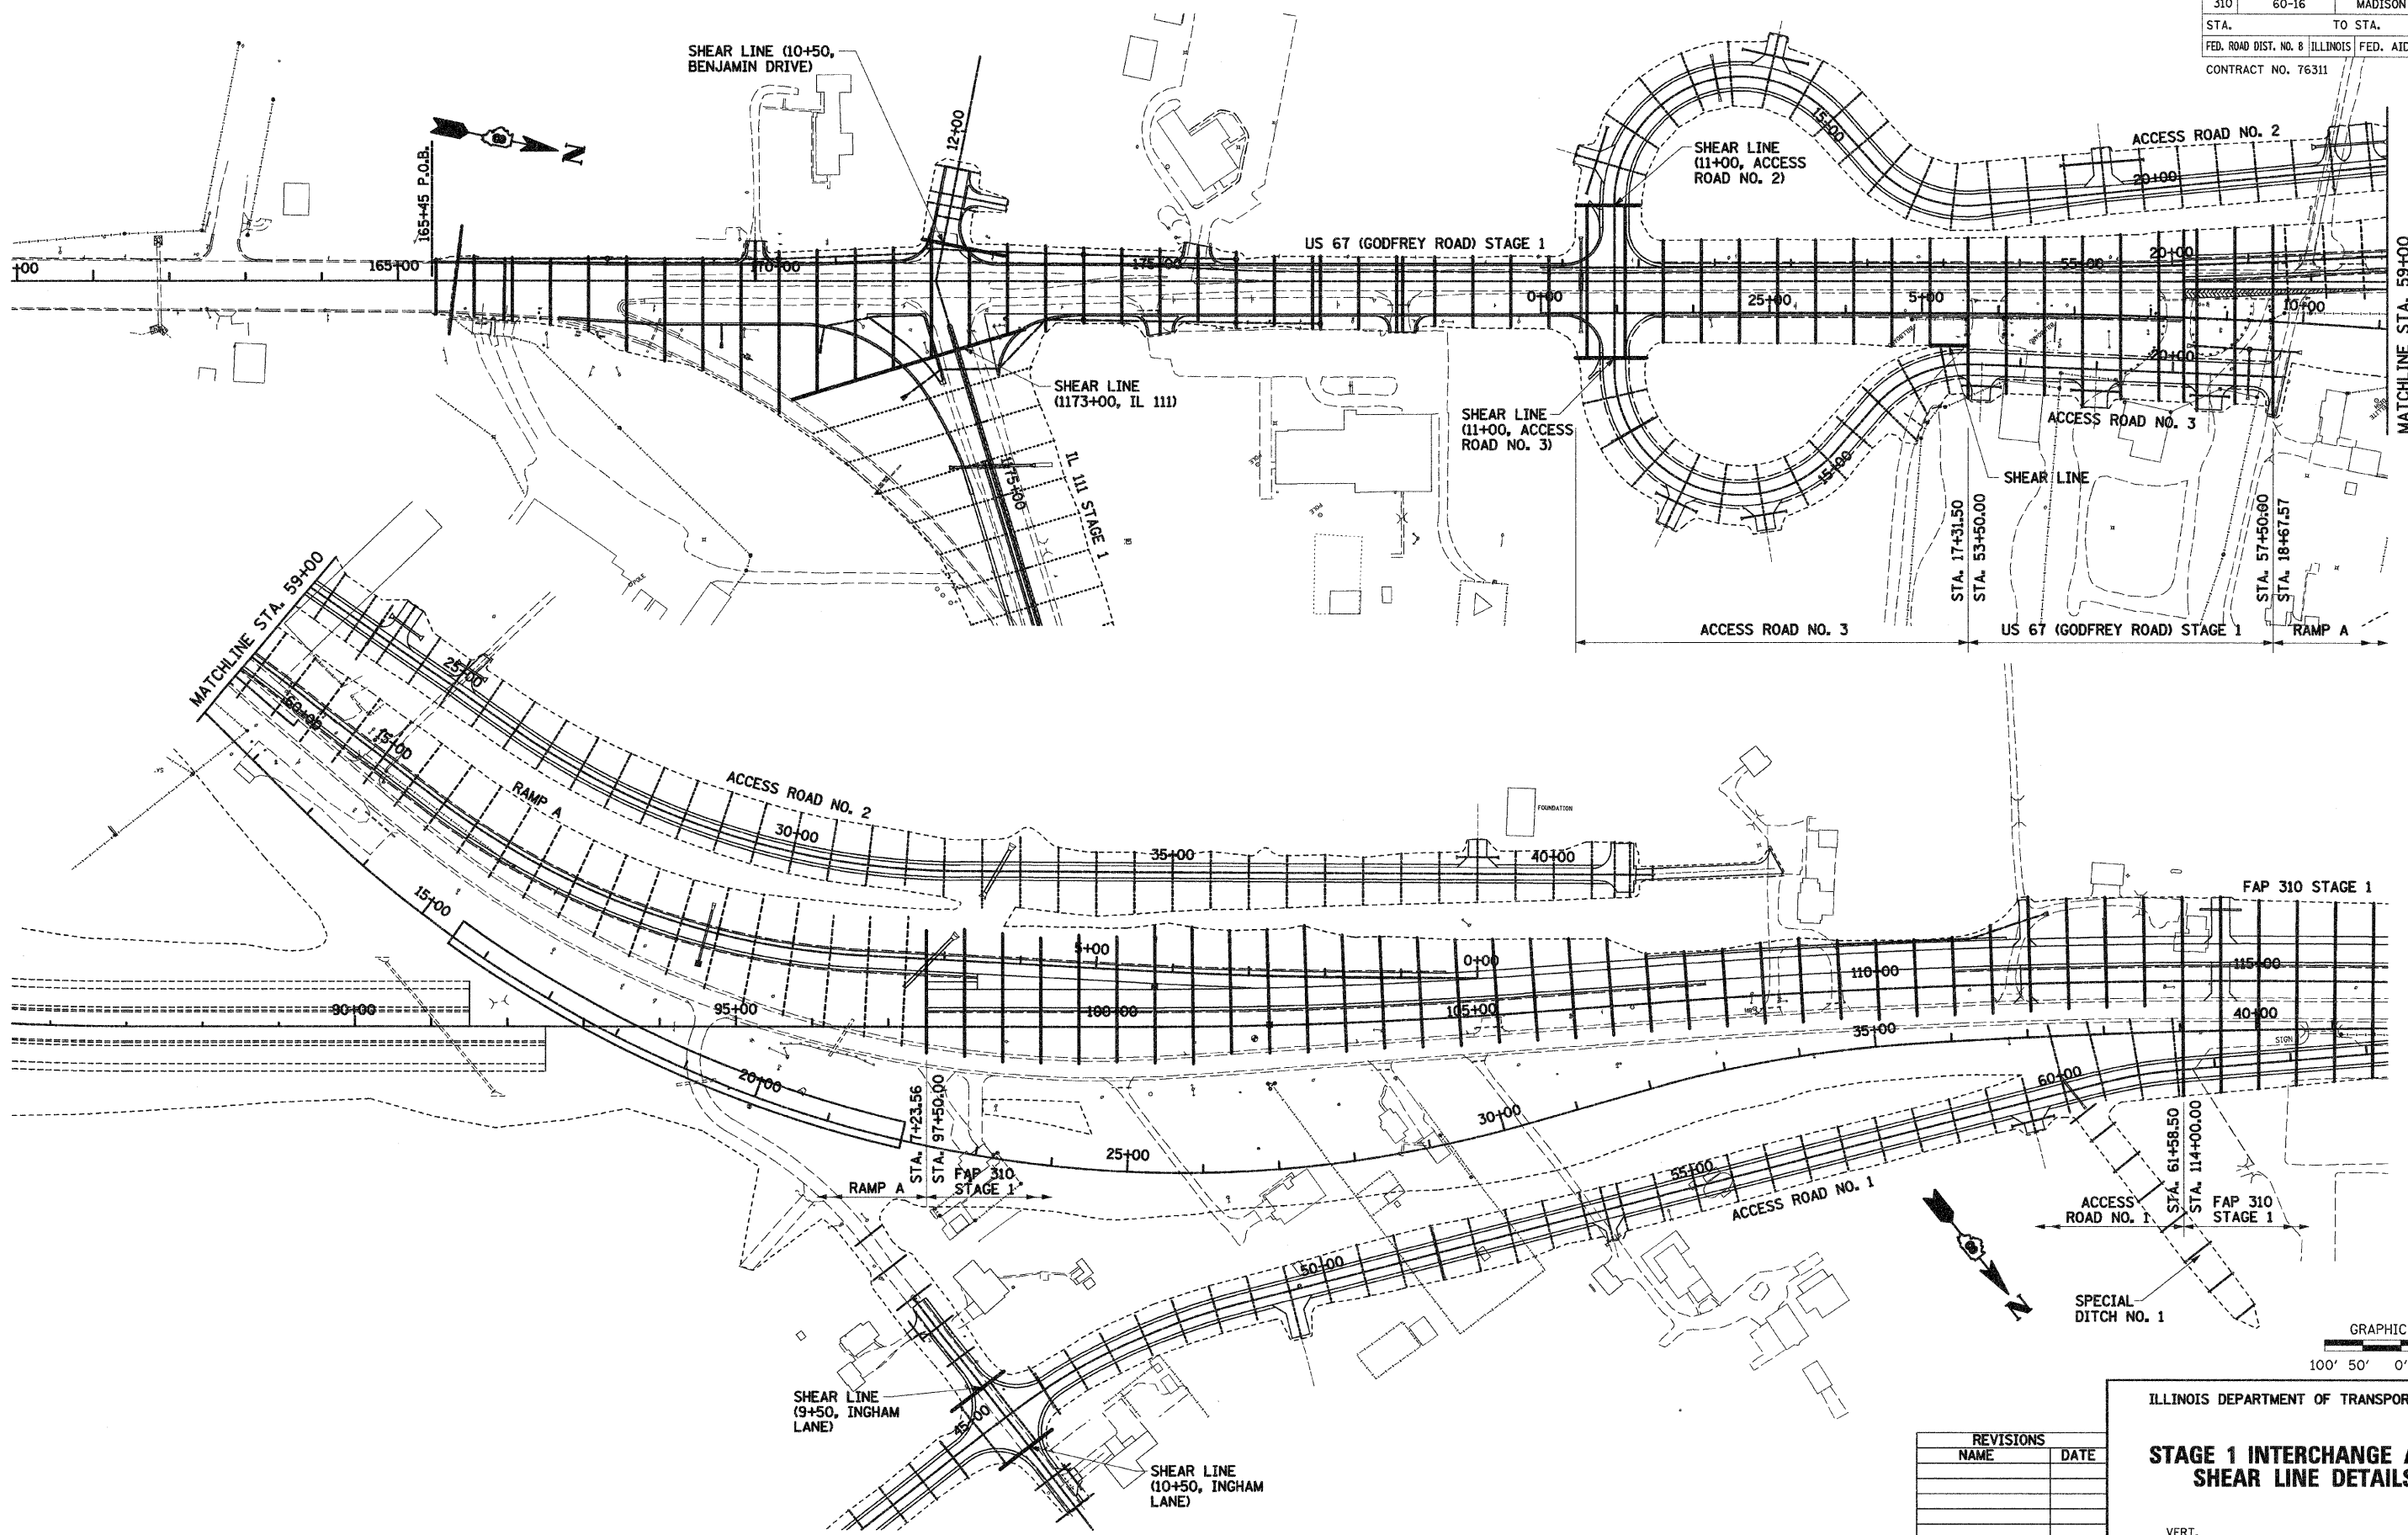 310 60-16 MADISON
STA. TO STA.
FED. ROAD DIST. NO. 8 ILLINOIS FED. AID
CONTRACT NO. 76311
SHEAR LINE (10+50,
BENJAMIN DRIVE)
12+00
N
165+45 P.O.B.
+00
165+00
170+00
175+00
US 67 (GODFREY ROAD) STAGE 1
SHEAR LINE
(11+00, ACCESS
ROAD NO. 2)
15+00
ACCESS ROAD NO. 2
20+00
0+00
25+00
5+00
55+00
20+00
10+00
20+00
MATCHLINE STA. 59+00
SHEAR LINE
(1173+00, IL 111)
1175+00
IL 111 STAGE 1
SHEAR LINE
(11+00, ACCESS
ROAD NO. 3)
15+00
ACCESS ROAD NO. 3
SHEAR LINE
POLE
STA. 17+31.50
STA. 53+50.00
STA. 57+50.00
STA. 18+67.57
ACCESS ROAD NO. 3
US 67 (GODFREY ROAD) STAGE 1
RAMP A
MATCHLINE STA. 59+00
25+00
60+00
15+00
RAMP A
ACCESS ROAD NO. 2
30+00
35+00
40+00
FOUNDATION
FAP 310 STAGE 1
15+00
5+00
0+00
110+00
115+00
90+00
95+00
100+00
105+00
35+00
40+00
SIGN
20+00
25+00
30+00
60+00
STA. 7+23.56
STA. 97+50.00
RAMP A
FAP 310
STAGE 1
55+00
ACCESS ROAD NO. 1
50+00
STA. 61+58.50
STA. 114+00.00
ACCESS
ROAD NO. 1
FAP 310
STAGE 1
N
SPECIAL
DITCH NO. 1
SHEAR LINE
(9+50, INGHAM
LANE)
45+00
SHEAR LINE
(10+50, INGHAM
LANE)
GRAPHIC
100' 50' 0'
ILLINOIS DEPARTMENT OF TRANSPOR
REVISIONS
NAME DATE
STAGE 1 INTERCHANGE
SHEAR LINE DETAILS
VERT.